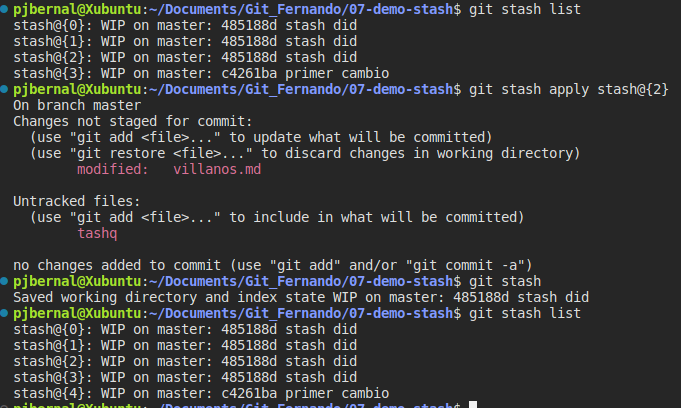 pjbernal@Xubuntu:~/Documents/Git_Fernando/07-demo-stash$ git stash list
stash@{0}: WIP on master: 485188d stash did
stash@{1}: WIP on master: 485188d stash did
stash@{2}: WIP on master: 485188d stash did
stash@{3}: WIP on master: c4261ba primer cambio
pjbernal@Xubuntu:~/Documents/Git_Fernando/07-demo-stash$ git stash apply stash@{2}
On branch master
Changes not staged for commit:
  (use "git add <file>..." to update what will be committed)
  (use "git restore <file>..." to discard changes in working directory)
        modified:   villanos.md

Untracked files:
  (use "git add <file>..." to include in what will be committed)
        tashq

no changes added to commit (use "git add" and/or "git commit -a")
pjbernal@Xubuntu:~/Documents/Git_Fernando/07-demo-stash$ git stash
Saved working directory and index state WIP on master: 485188d stash did
pjbernal@Xubuntu:~/Documents/Git_Fernando/07-demo-stash$ git stash list
stash@{0}: WIP on master: 485188d stash did
stash@{1}: WIP on master: 485188d stash did
stash@{2}: WIP on master: 485188d stash did
stash@{3}: WIP on master: 485188d stash did
stash@{4}: WIP on master: c4261ba primer cambio
pjbernal@Xubuntu:~/Documents/Git_Fernando/07-demo-stash$